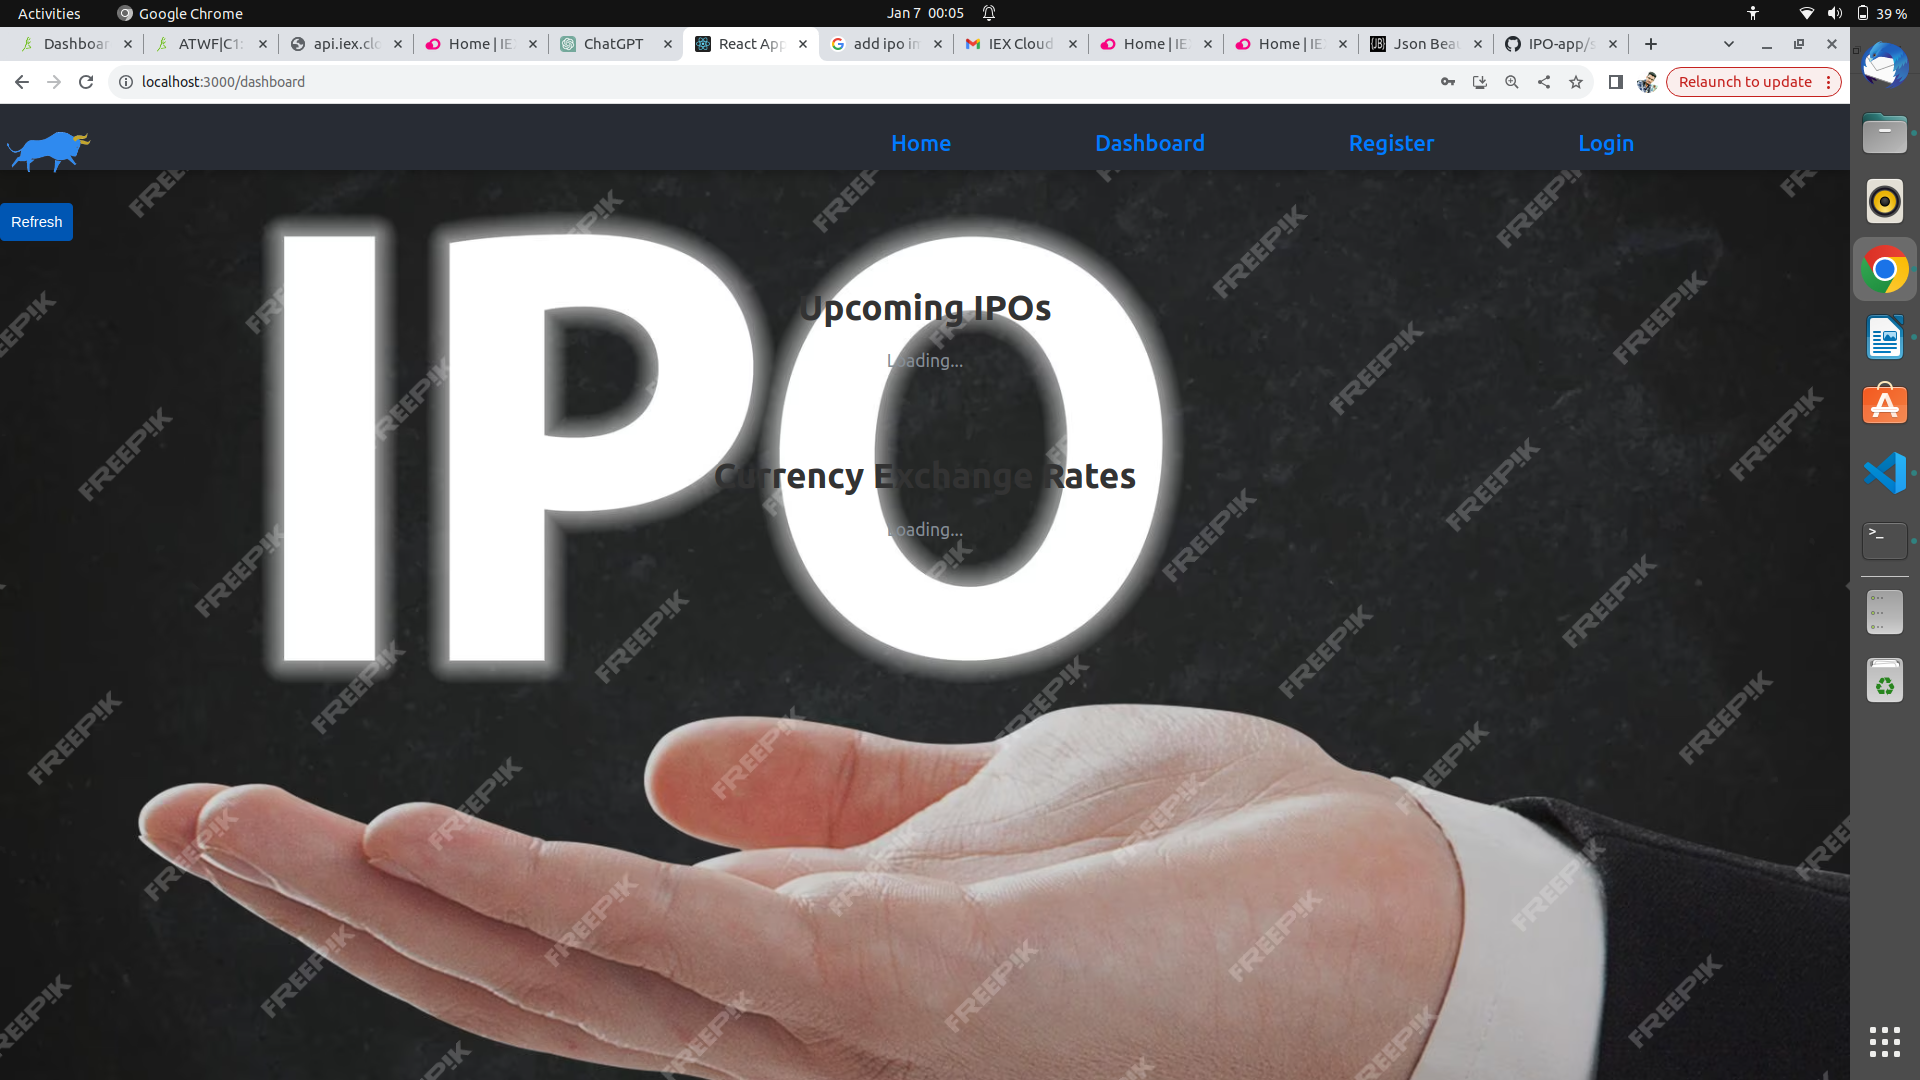 Activities
Google Chrome
Jan 7 00:05
39 %
Dashboar
ATWF|C1:
api.iex.clo
Home | IE
ChatGPT
React App
add ipo in
IEX Cloud
Home | IE
Home | IE
Json Beau
IPO-app/s
localhost:3000/dashboard
Relaunch to update
Home
Dashboard
Register
Login
Refresh
IPO
Upcoming IPOs
Loading...
Currency Exchange Rates
Loading...
FREEPIK